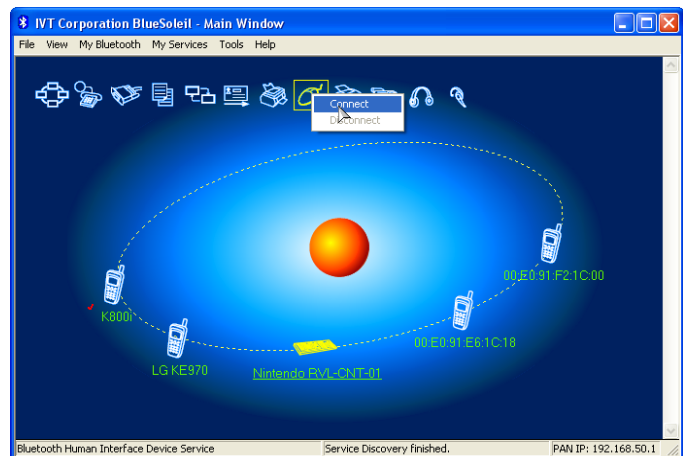 IVT Corporation BlueSoleil - Main Window
File View My Bluetooth My Services Tools Help
Connect
Disconnect
00:E0:91:F2:1C:00
K800i
00:E0:91:E6:1C:18
LG KE970
Nintendo RVL-CNT-01
Bluetooth Human Interface Device Service Service Discovery finished. PAN IP: 192.168.50.1